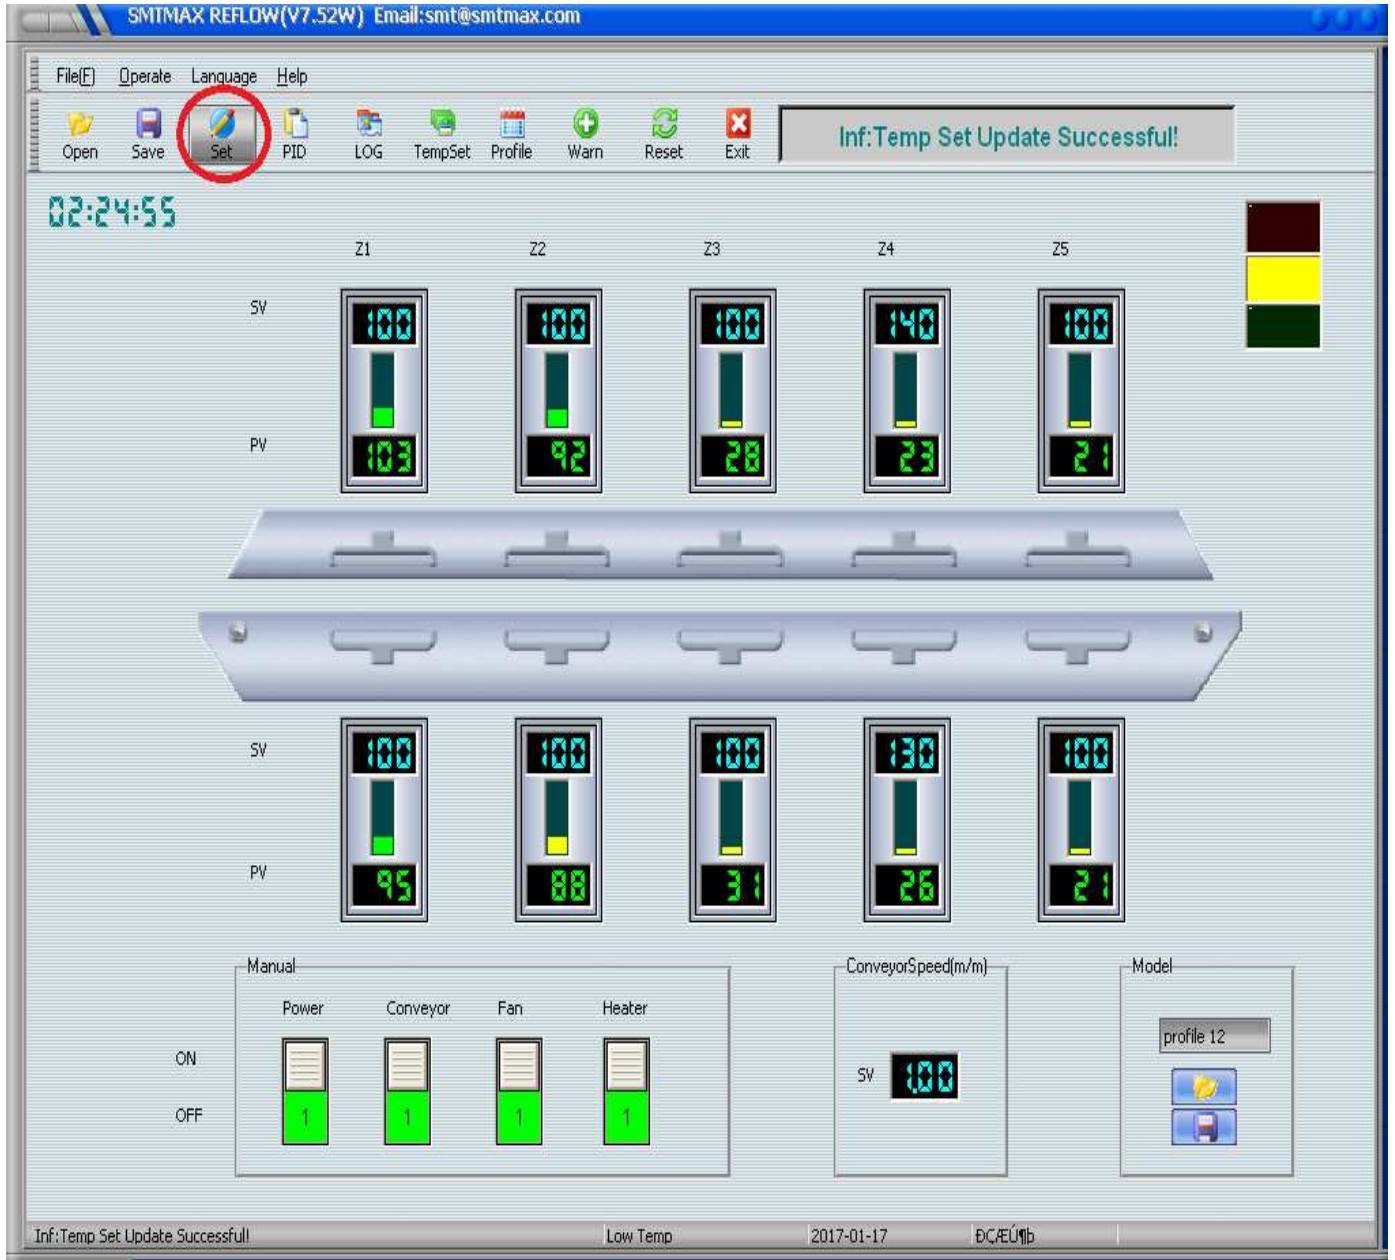 SMTMAX REFLOW(V7.52W) Email:smt@smtmax.com
File(F) Operate Language Help
Open Save Set PID LOG TempSet Profile Warn Reset Exit
Inf:Temp Set Update Successful!
02:24:55
Z1 Z2 Z3 Z4 Z5
SV 100 100 100 140 100
PV 103 92 28 23 21
SV 100 100 100 130 100
PV 95 88 31 26 21
Manual ConveyorSpeed(m/m) Model
Power Conveyor Fan Heater
profile 12
ON
SV 1.00
OFF 1 1 1 1
Inf:Temp Set Update Successful! Low Temp 2017-01-17 ÐÇÆÚ¶þ